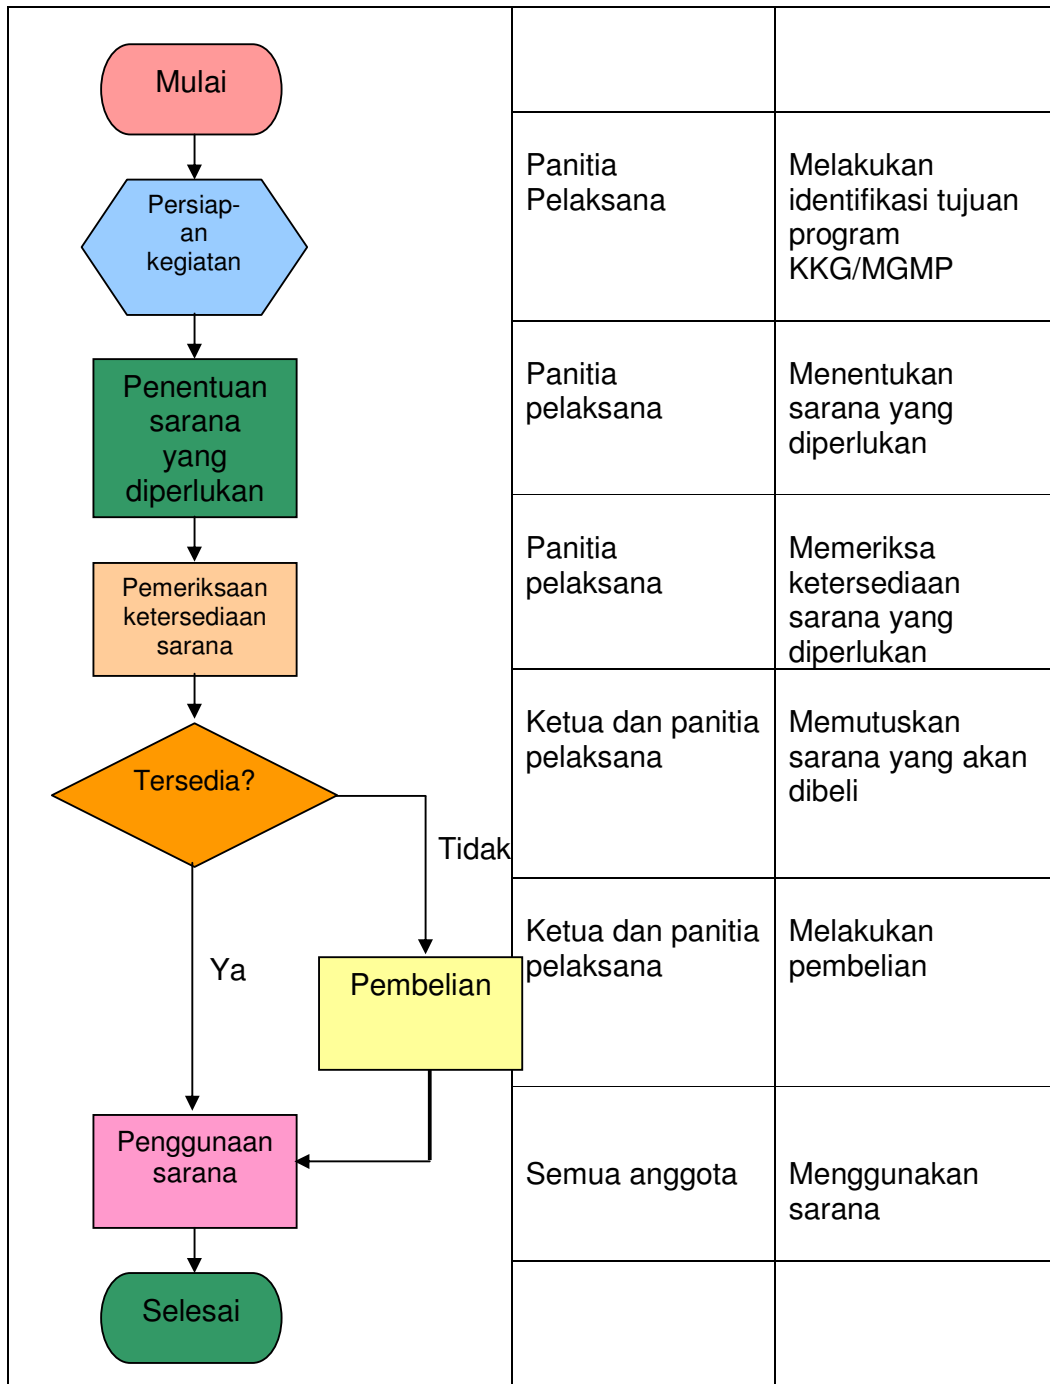 Mulai
Persiap-
an
kegiatan
Panitia
Pelaksana
Melakukan
identifikasi tujuan
program
KKG/MGMP
Penentuan
sarana
yang
diperlukan
Panitia
pelaksana
Menentukan
sarana yang
diperlukan
Pemeriksaan
ketersediaan
sarana
Panitia
pelaksana
Memeriksa
ketersediaan
sarana yang
diperlukan
Tersedia?
Tidak
Ya
Ketua dan panitia
pelaksana
Memutuskan
sarana yang akan
dibeli
Pembelian
Ketua dan panitia
pelaksana
Melakukan
pembelian
Penggunaan
sarana
Semua anggota
Menggunakan
sarana
Selesai